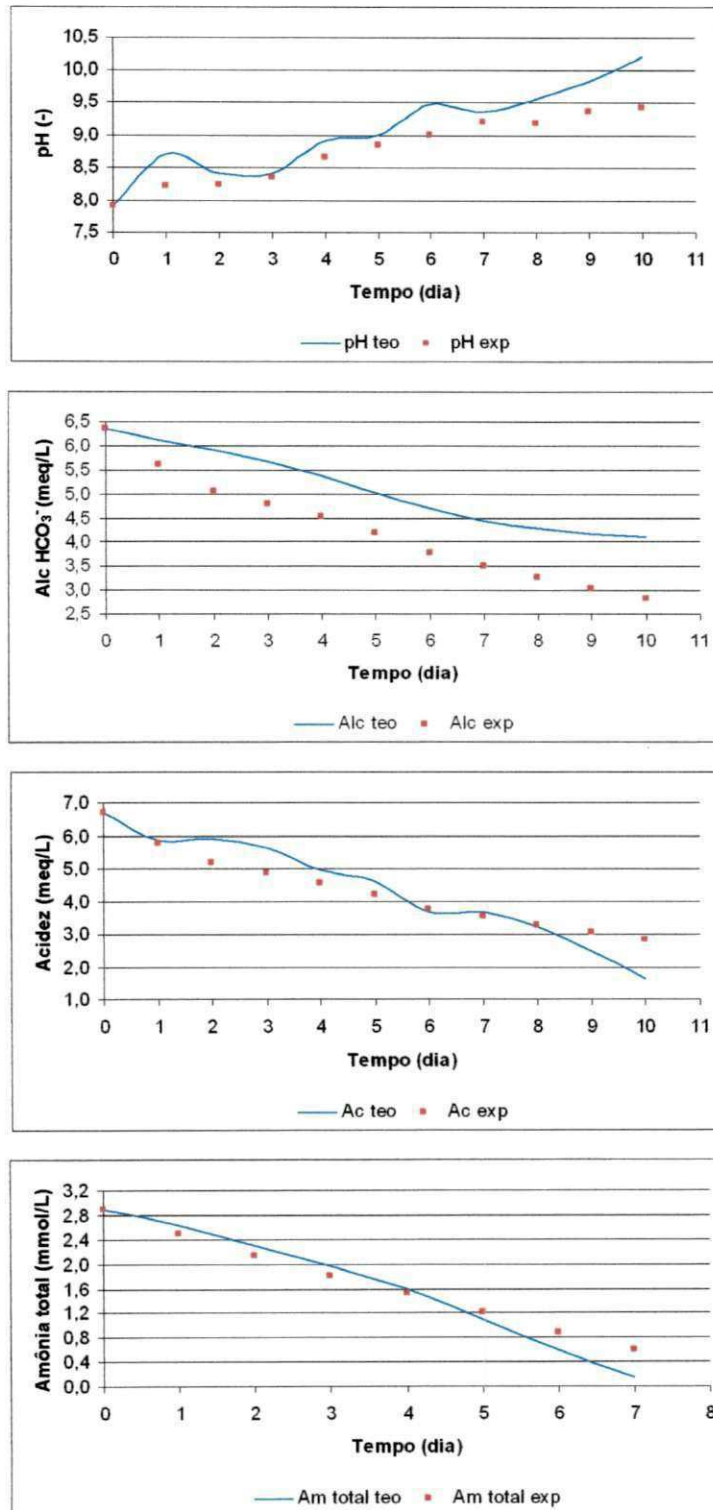 10,5
10,0
9,5
9,0
8,5
8,0
7,5
pH (-)
0 1 2 3 4 5 6 7 8 9 10 11
Tempo (dia)
pH teo pH exp
6,5
6,0
5,5
5,0
4,5
4,0
3,5
3,0
2,5
Alc HCO₃⁻ (meq/L)
0 1 2 3 4 5 6 7 8 9 10 11
Tempo (dia)
Alc teo Alc exp
7,0
6,0
5,0
4,0
3,0
2,0
1,0
Acidez (meq/L)
0 1 2 3 4 5 6 7 8 9 10 11
Tempo (dia)
Ac teo Ac exp
3,2
2,8
2,4
2,0
1,6
1,2
0,8
0,4
0,0
Amônia total (mmol/L)
0 1 2 3 4 5 6 7 8
Tempo (dia)
Am total teo Am total exp